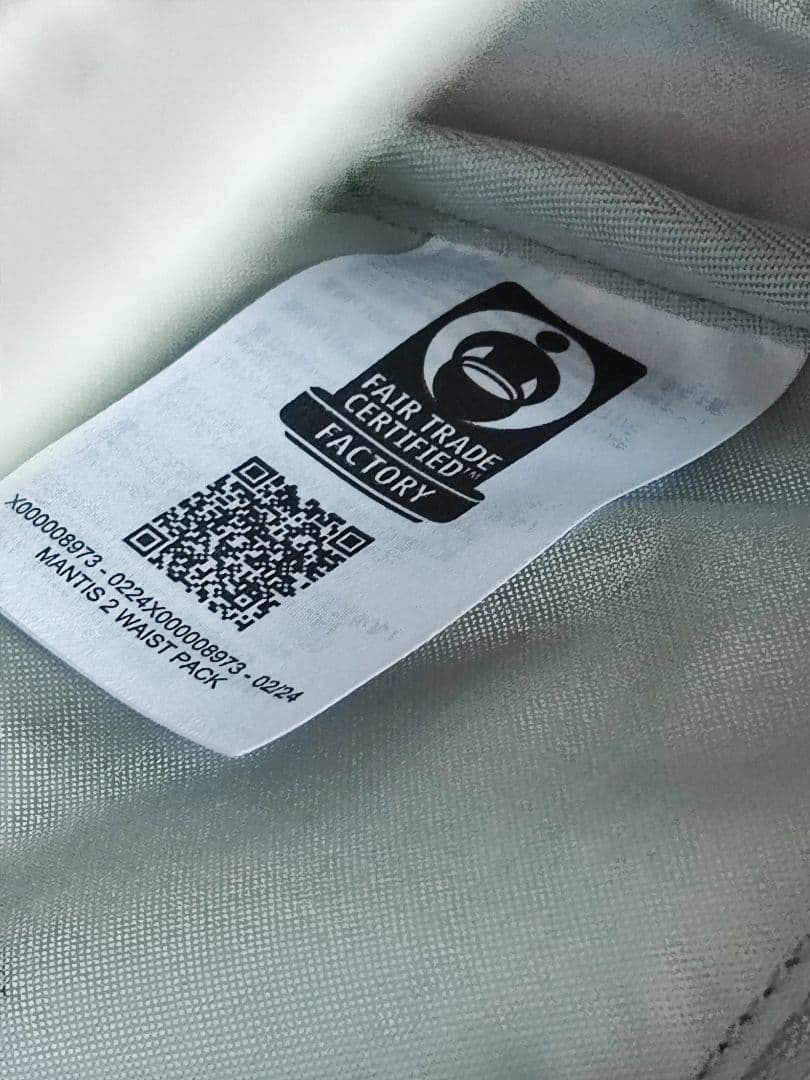 FAIR TRADE
CERTIFIED™
FACTORY
X000008973 - 0224X000008973 - 02/24
MANTIS 2 WAIST PACK